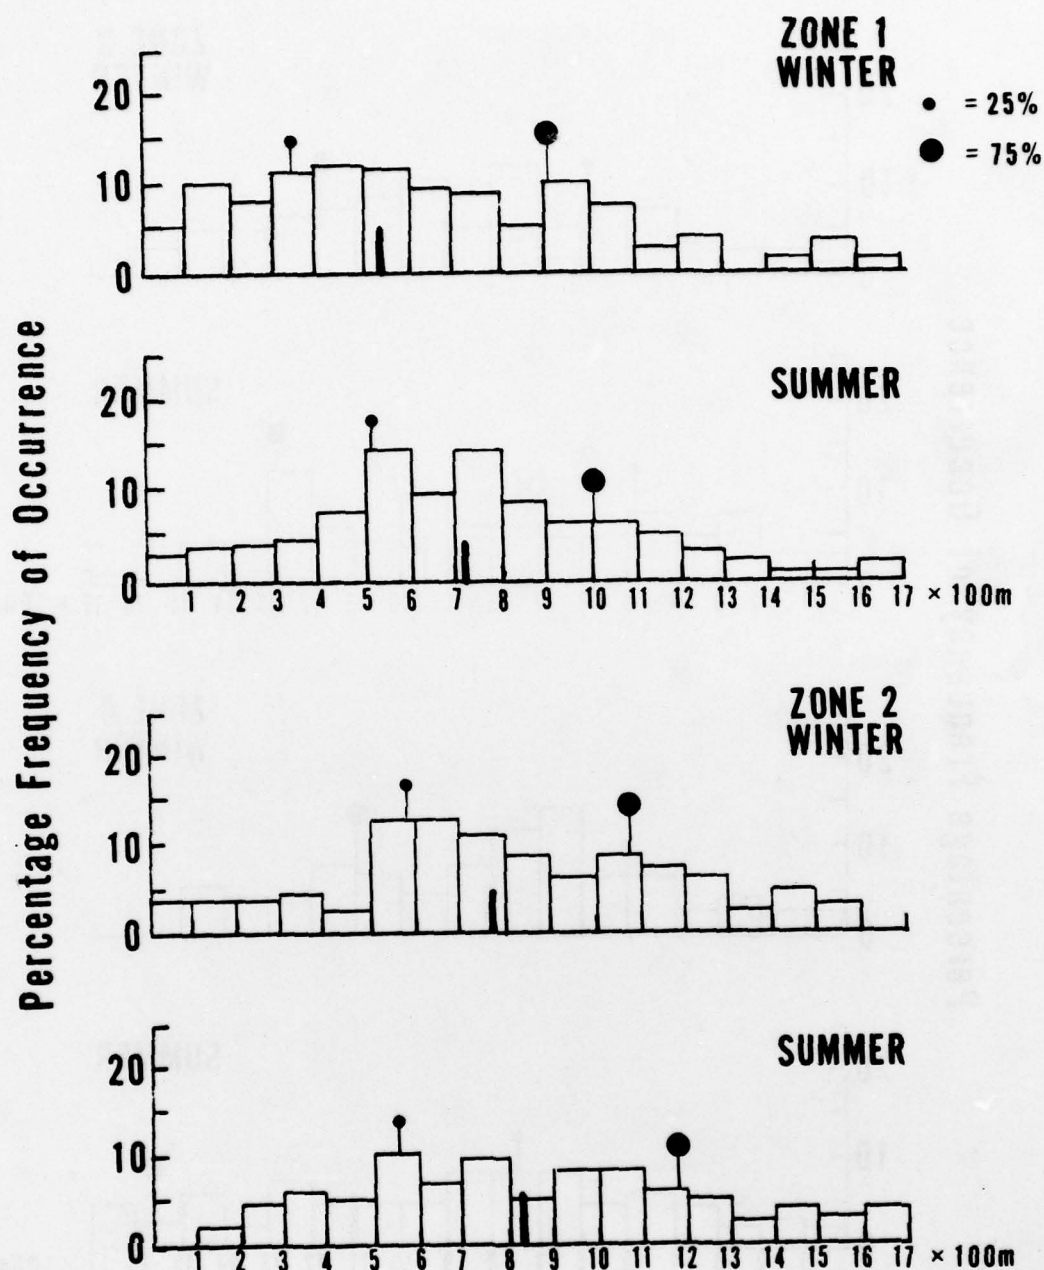 Percentage Frequency of Occurrence
ZONE 1
WINTER
• = 25%
● = 75%
20
10
0
SUMMER
20
10
0
1 2 3 4 5 6 7 8 9 10 11 12 13 14 15 16 17 × 100m
ZONE 2
WINTER
20
10
0
SUMMER
20
10
0
1 2 3 4 5 6 7 8 9 10 11 12 13 14 15 16 17 × 100m